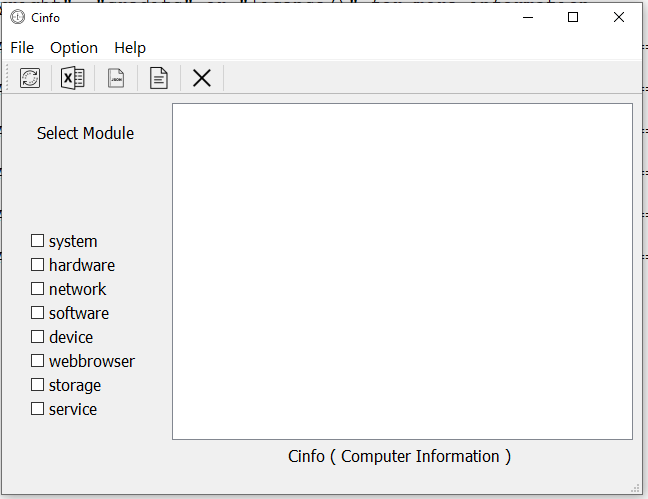 Cinfo
File Option Help
JSON
Select Module
system
hardware
network
software
device
webbrowser
storage
service
Cinfo ( Computer Information )